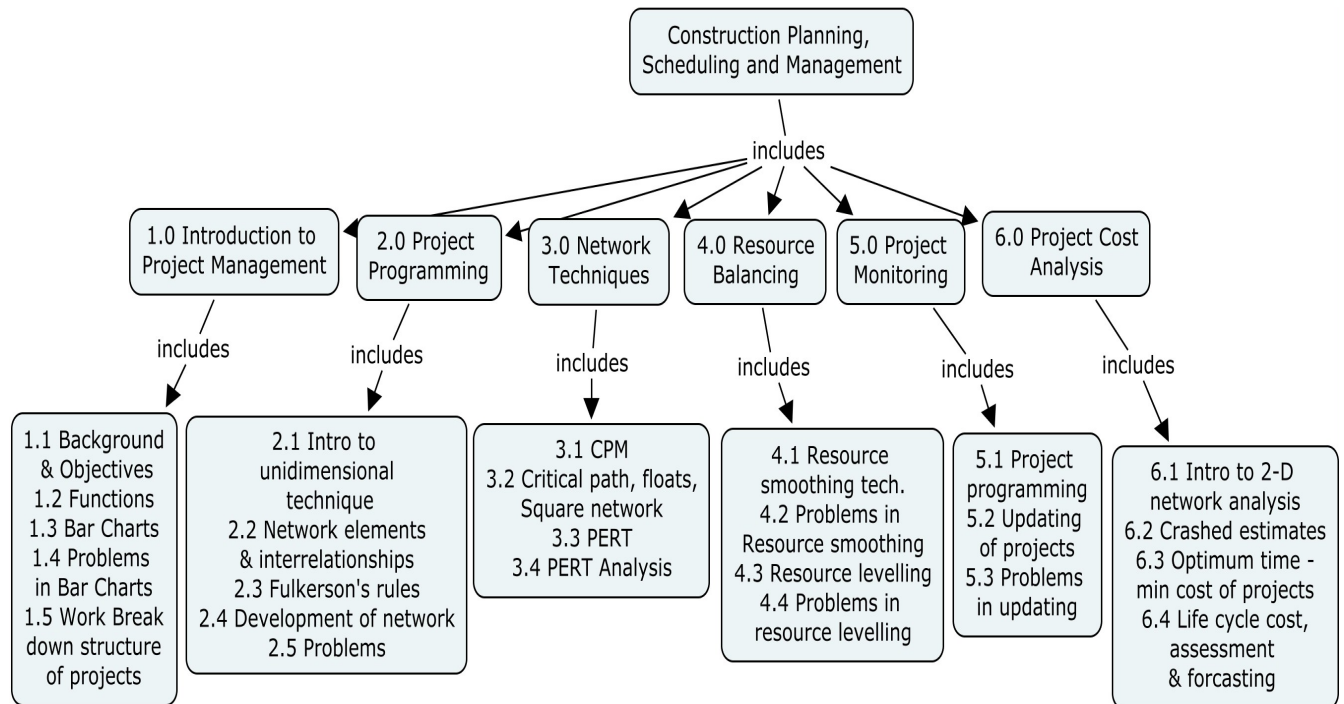 Construction Planning,
Scheduling and Management
includes
1.0 Introduction to
Project Management
2.0 Project
Programming
3.0 Network
Techniques
4.0 Resource
Balancing
5.0 Project
Monitoring
6.0 Project Cost
Analysis
includes
includes
includes
includes
includes
includes
1.1 Background
& Objectives
1.2 Functions
1.3 Bar Charts
1.4 Problems
in Bar Charts
1.5 Work Break
down structure
of projects
2.1 Intro to
unidimensional
technique
2.2 Network elements
& interrelationships
2.3 Fulkerson's rules
2.4 Development of network
2.5 Problems
3.1 CPM
3.2 Critical path, floats,
Square network
3.3 PERT
3.4 PERT Analysis
4.1 Resource
smoothing tech.
4.2 Problems in
Resource smoothing
4.3 Resource levelling
4.4 Problems in
resource levelling
5.1 Project
programming
5.2 Updating
of projects
5.3 Problems
in updating
6.1 Intro to 2-D
network analysis
6.2 Crashed estimates
6.3 Optimum time -
min cost of projects
6.4 Life cycle cost,
assessment
& forcasting